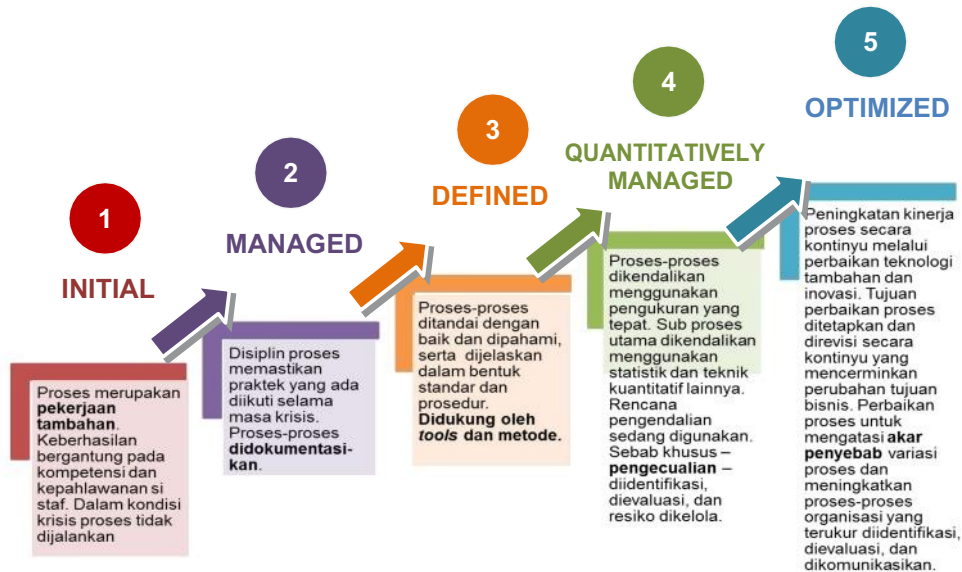 1
INITIAL
Proses merupakan
pekerjaan
tambahan.
Keberhasilan
bergantung pada
kompetensi dan
kepahlawanan si
staf. Dalam kondisi
krisis proses tidak
dijalankan
2
MANAGED
Disiplin proses
memastikan
praktek yang ada
diikuti selama
masa krisis.
Proses-proses
didokumentasi-
kan.
3
DEFINED
Proses-proses
ditandai dengan
baik dan dipahami,
serta dijelaskan
dalam bentuk
standar dan
prosedur.
Didukung oleh
tools dan metode.
4
QUANTITATIVELY
MANAGED
Proses-proses
dikendalikan
menggunakan
pengukuran yang
tepat. Sub proses
utama dikendalikan
menggunakan
statistik dan teknik
kuantitatif lainnya.
Rencana
pengendalian
sedang digunakan.
Sebab khusus –
pengecualian –
diidentifikasi,
dievaluasi, dan
resiko dikelola.
5
OPTIMIZED
Peningkatan kinerja
proses secara
kontinyu melalui
perbaikan teknologi
tambahan dan
inovasi. Tujuan
perbaikan proses
ditetapkan dan
direvisi secara
kontinyu yang
mencerminkan
perubahan tujuan
bisnis. Perbaikan
proses untuk
mengatasi akar
penyebab variasi
proses dan
meningkatkan
proses-proses
organisasi yang
terukur diidentifikasi,
dievaluasi, dan
dikomunikasikan.